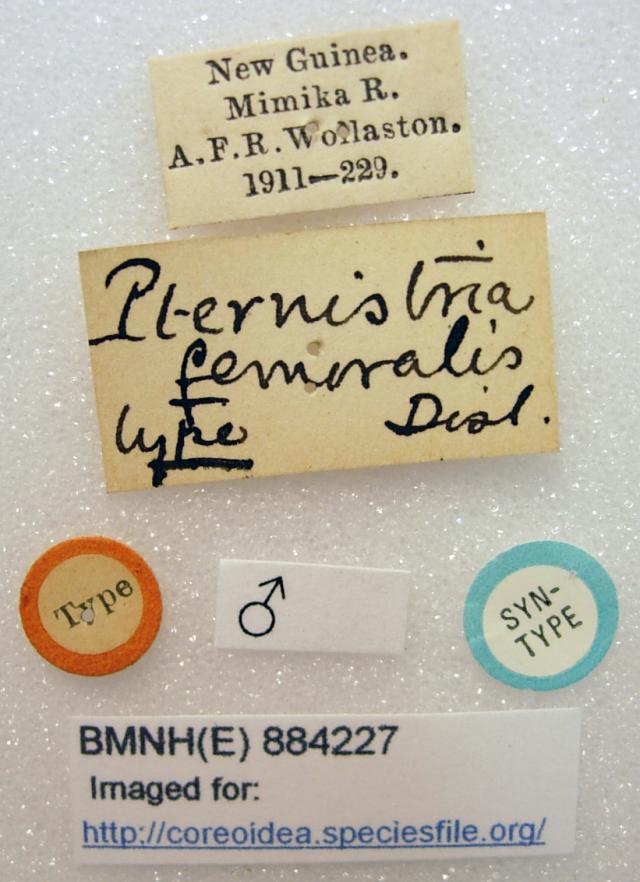 New Guinea.
Mimika R.
A.F.R. Wollaston.
1911—229.
Pternistria
femoralis
type Dist.
Type
♂
SYN-
TYPE
BMNH(E) 884227
Imaged for:
http://coreoidea.speciesfile.org/